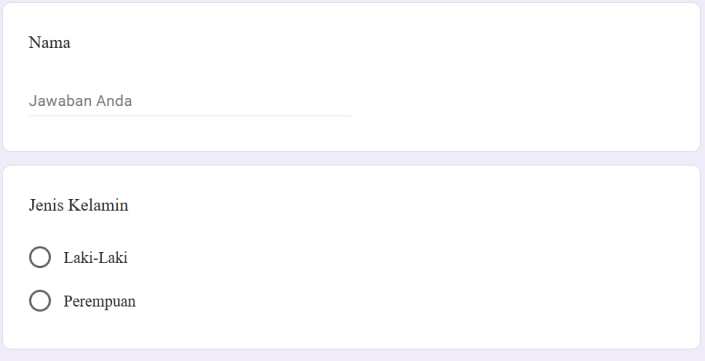 Nama
Jawaban Anda
Jenis Kelamin
Laki-Laki
Perempuan